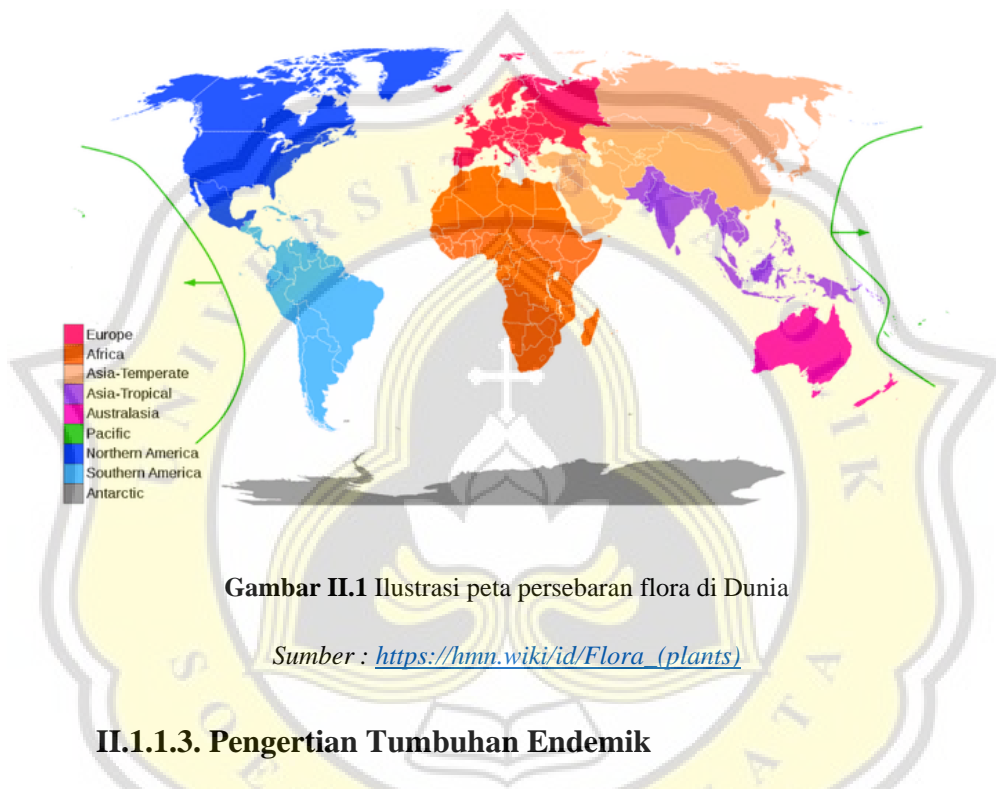 Europe
Africa
Asia-Temperate
Asia-Tropical
Australasia
Pacific
Northern America
Southern America
Antarctic
Gambar II.1 Ilustrasi peta persebaran flora di Dunia
Sumber : https://hmn.wiki/id/Flora_(plants)
II.1.1.3. Pengertian Tumbuhan Endemik